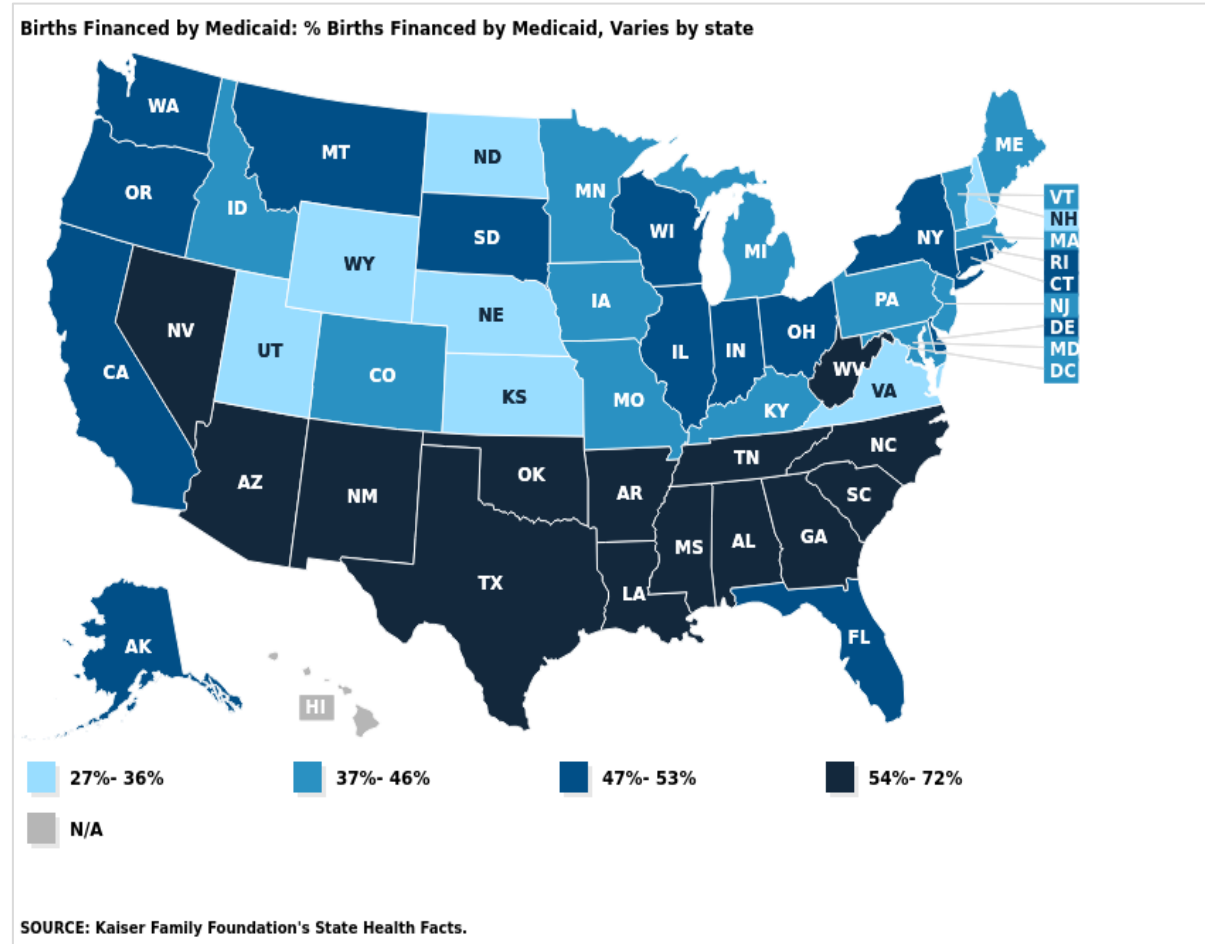 Births Financed by Medicaid: % Births Financed by Medicaid, Varies by state
WA
MT
ND
MN
ME
OR
ID
SD
WI
MI
NY
VT
NH
MA
RI
CT
NJ
DE
MD
DC
WY
NE
IA
PA
NV
UT
CO
KS
MO
IL
IN
OH
WV
VA
KY
CA
AZ
NM
OK
AR
TN
NC
SC
MS
AL
GA
TX
LA
FL
AK
HI
27%- 36%
37%- 46%
47%- 53%
54%- 72%
N/A
SOURCE: Kaiser Family Foundation's State Health Facts.